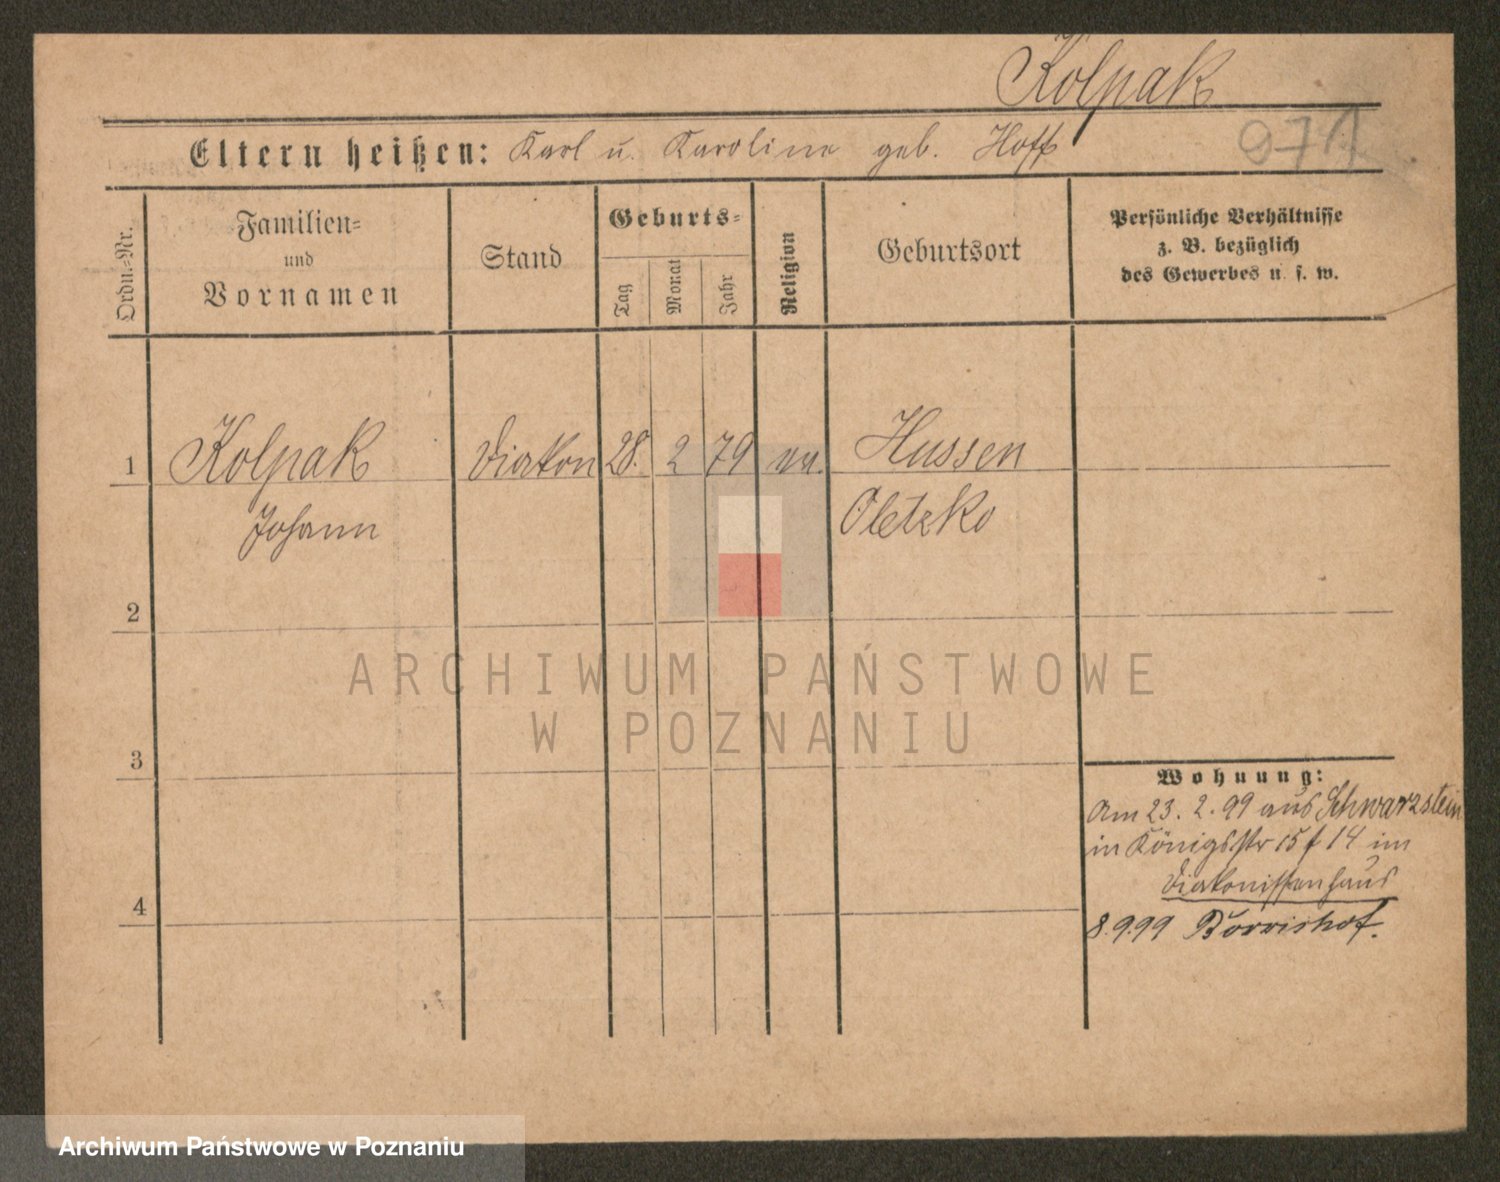 Kolpak
Eltern heißen: Karl u. Karoline geb. Hoff
971
Ordn.-Nr.
Familien-
und
Vornamen
Stand
Geburts-
Tag
Monat
Jahr
Religion
Geburtsort
Persönliche Verhältnisse
z. B. bezüglich
des Gewerbes u. s. w.
1
Kolpak Diakon 28. 2 79 ev. Hussen
Johann Oletzko
2
3
4
Wohnung:
Am 23. 2. 99 aus Schwarzstein
in Königsstr 15 f 14 im
Diakonissenhaus
8.9.99 Borrishof.
ARCHIWUM PAŃSTWOWE
W POZNANIU
Archiwum Państwowe w Poznaniu